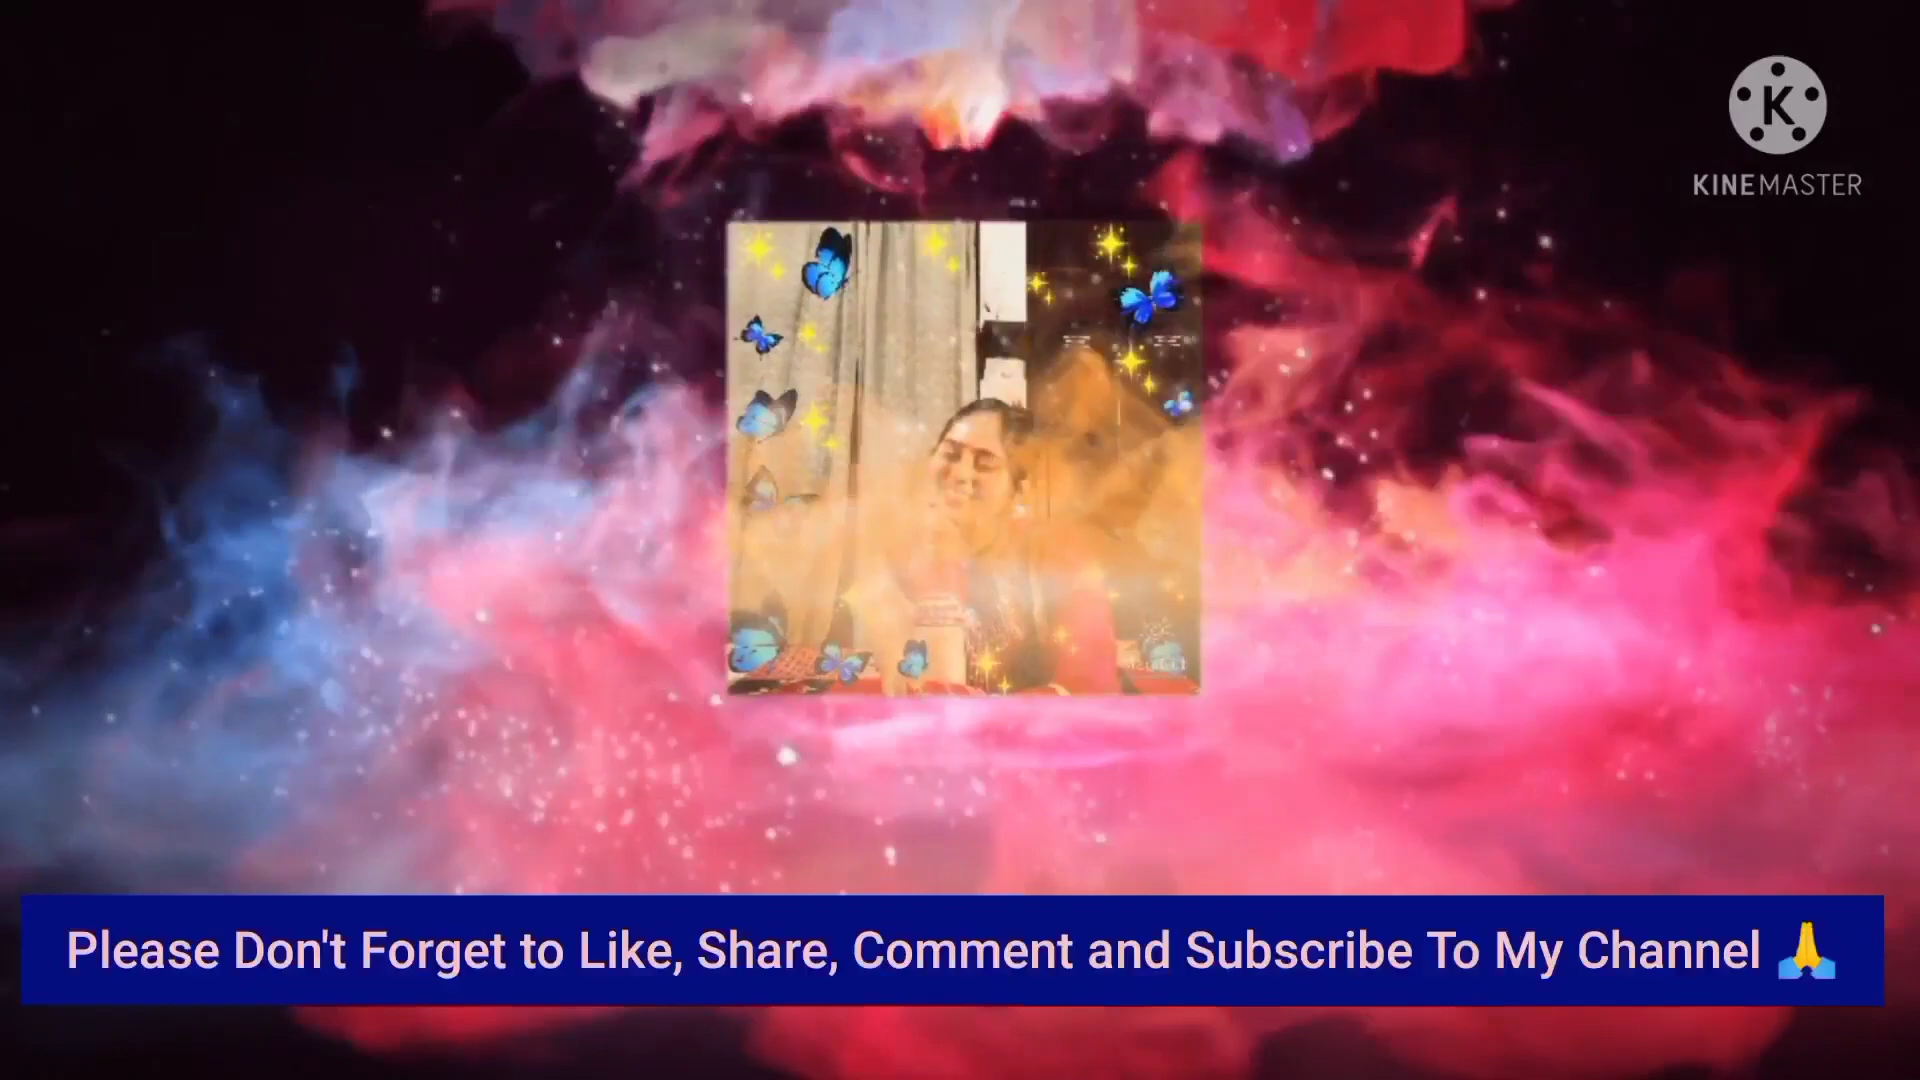 KINEMASTER
Please Don't Forget to Like, Share, Comment and Subscribe To My Channel 🙏